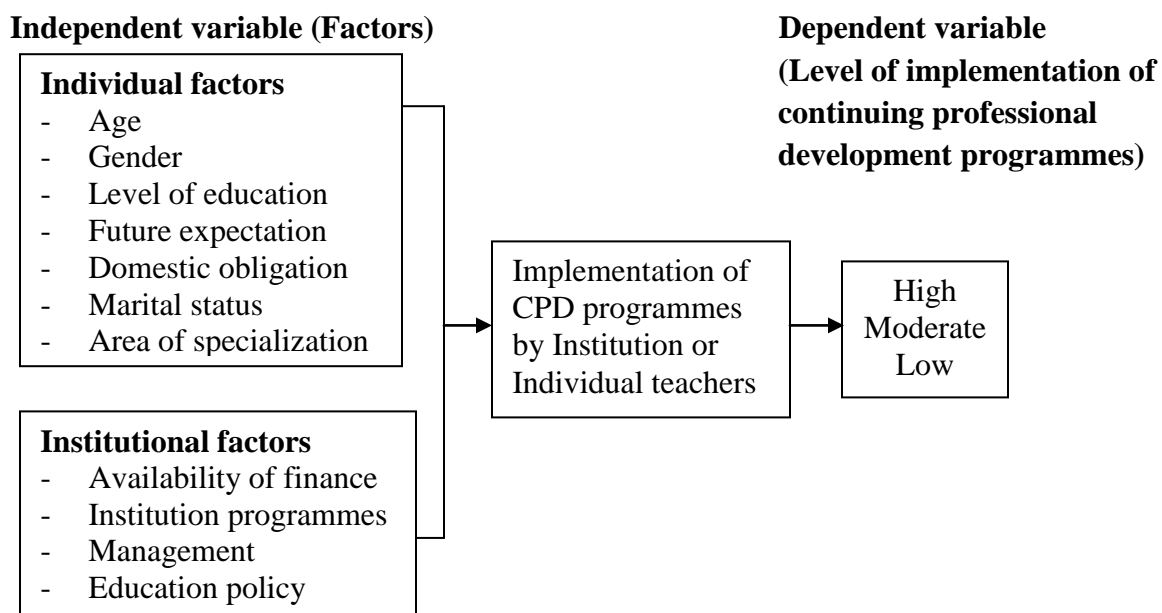 Independent variable (Factors)
Individual factors
- Age
- Gender
- Level of education
- Future expectation
- Domestic obligation
- Marital status
- Area of specialization
Institutional factors
- Availability of finance
- Institution programmes
- Management
- Education policy
Implementation of
CPD programmes
by Institution or
Individual teachers
Dependent variable
(Level of implementation of
continuing professional
development programmes)
High
Moderate
Low